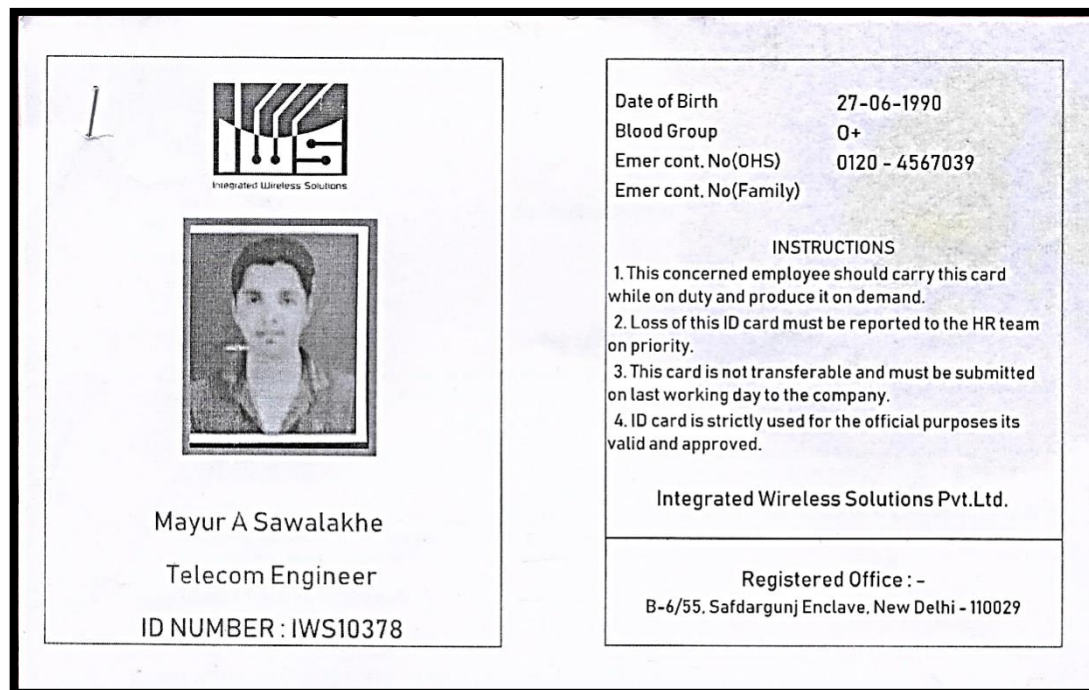 Integrated Wireless Solutions
Mayur A Sawalakhe
Telecom Engineer
ID NUMBER : IWS10378
Date of Birth 27-06-1990
Blood Group O+
Emer cont. No(OHS) 0120 - 4567039
Emer cont. No(Family)
INSTRUCTIONS
1. This concerned employee should carry this card
while on duty and produce it on demand.
2. Loss of this ID card must be reported to the HR team
on priority.
3. This card is not transferable and must be submitted
on last working day to the company.
4. ID card is strictly used for the official purposes its
valid and approved.
Integrated Wireless Solutions Pvt.Ltd.
Registered Office : -
B-6/55, Safdargunj Enclave, New Delhi - 110029